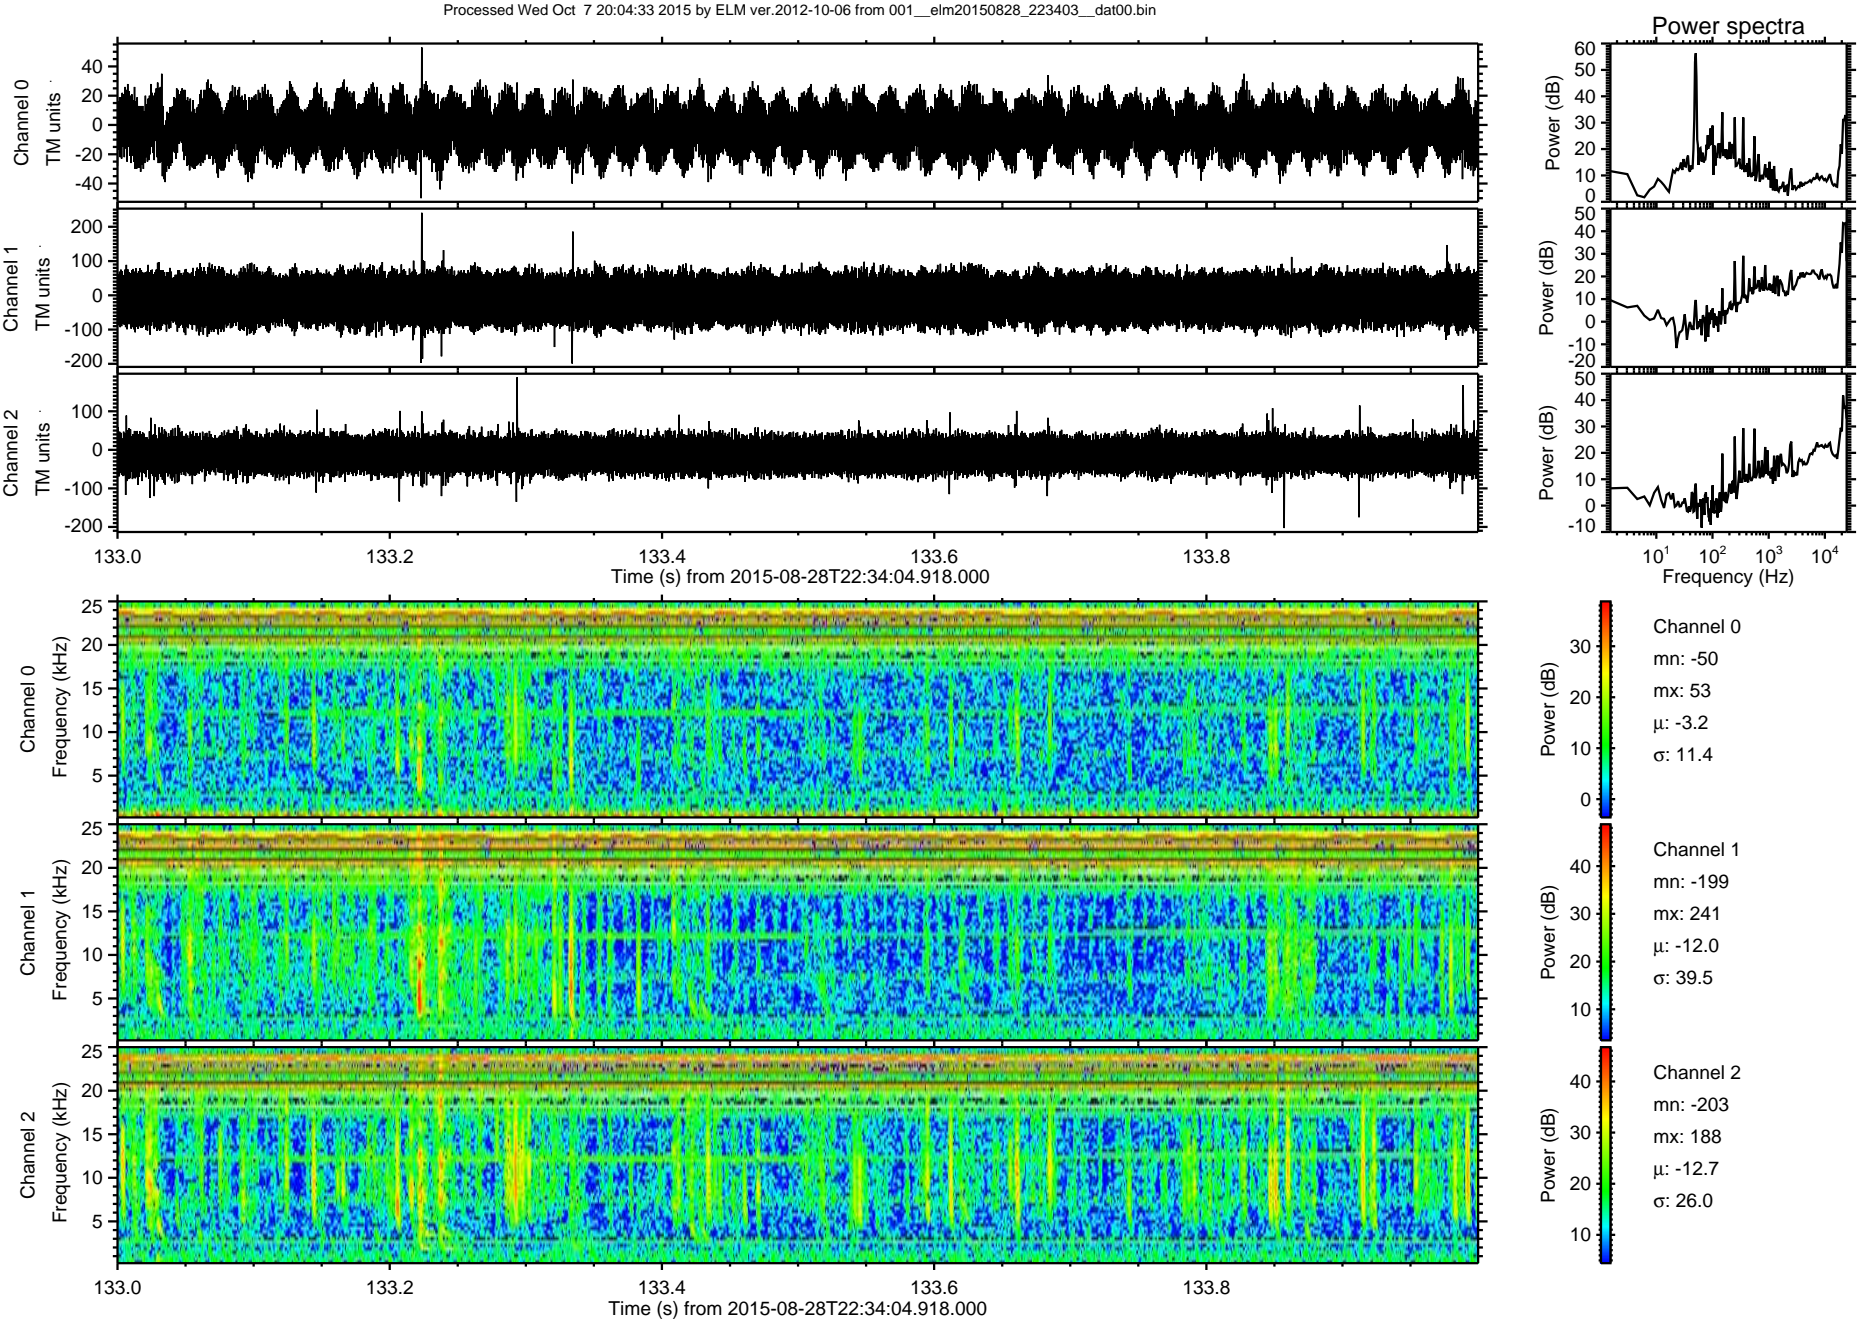 Processed Wed Oct  7 20:04:33 2015 by ELM ver.2012-10-06 from 001__elm20150828_223403__dat00.bin
Power spectra
Channel 0
TM units
40
20
0
-20
-40
Power (dB)
60
50
40
30
20
10
0
Channel 1
TM units
200
100
0
-100
-200
Power (dB)
50
40
30
20
10
0
-10
-20
Channel 2
TM units
100
0
-100
-200
Power (dB)
50
40
30
20
10
0
-10
133.0 133.2 133.4 133.6 133.8
Time (s) from 2015-08-28T22:34:04.918.000
10¹ 10² 10³ 10⁴
Frequency (Hz)
Channel 0
Frequency (kHz)
25
20
15
10
5
Power (dB)
30
20
10
0
Channel 0
mn: -50
mx: 53
μ: -3.2
σ: 11.4
Channel 1
Frequency (kHz)
25
20
15
10
5
Power (dB)
40
30
20
10
Channel 1
mn: -199
mx: 241
μ: -12.0
σ: 39.5
Channel 2
Frequency (kHz)
25
20
15
10
5
Power (dB)
40
30
20
10
Channel 2
mn: -203
mx: 188
μ: -12.7
σ: 26.0
133.0 133.2 133.4 133.6 133.8
Time (s) from 2015-08-28T22:34:04.918.000